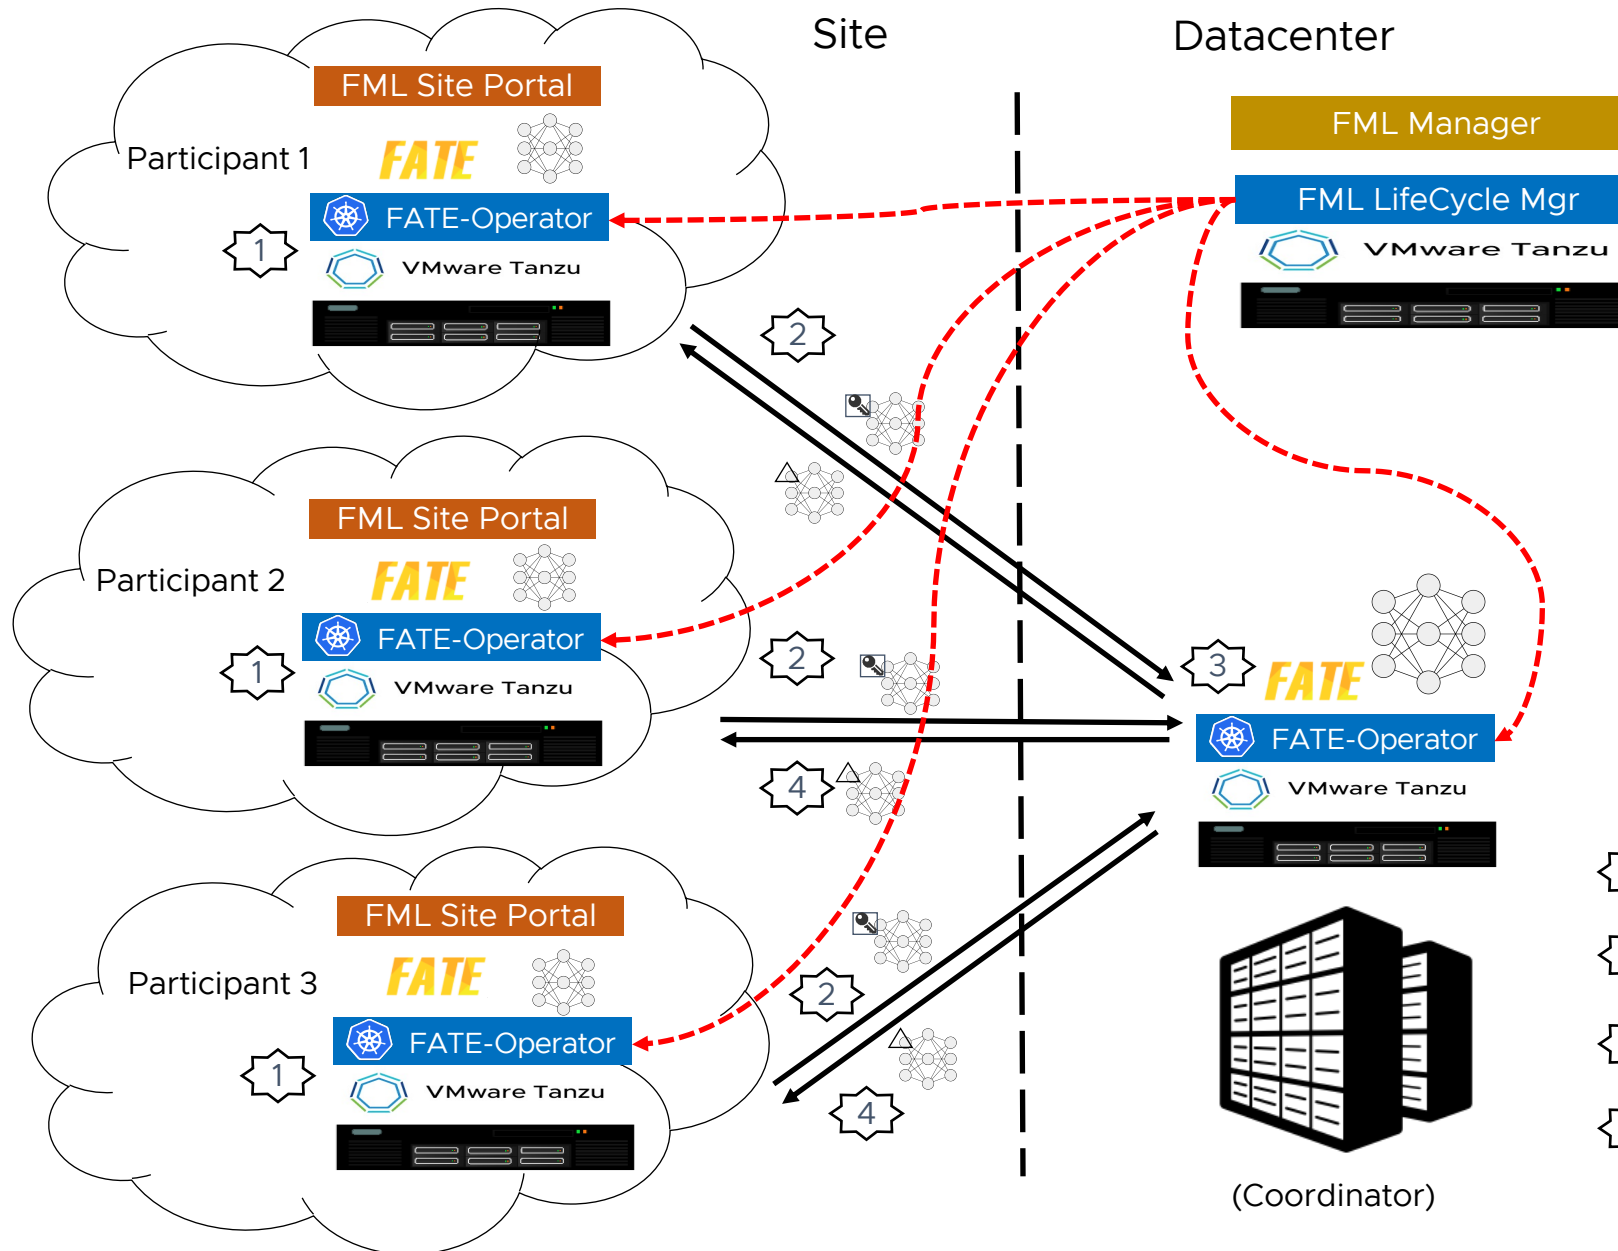 Site
Datacenter
FML Site Portal
Participant 1
FATE
FATE-Operator
1
VMware Tanzu
FML Manager
FML LifeCycle Mgr
VMware Tanzu
2
FML Site Portal
Participant 2
FATE
FATE-Operator
1
VMware Tanzu
2
4
3
FATE
FATE-Operator
VMware Tanzu
FML Site Portal
Participant 3
FATE
FATE-Operator
1
VMware Tanzu
2
4
(Coordinator)